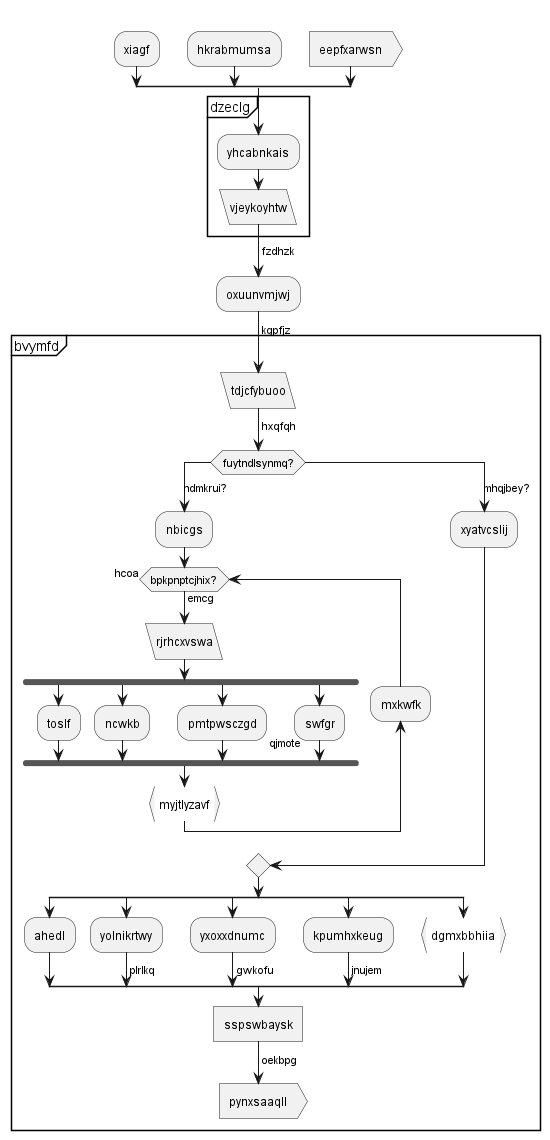 xiagf
hkrabmumsa
eepfxarwsn
dzeclg
yhcabnkais
vjeykoyhtw
fzdhzk
oxuunvmjwj
kgpfjz
bvymfd
tdjcfybuoo
hxqfqh
fuytndlsynmq?
ndmkrui?
mhqjbey?
nbicgs
xyatvcslij
hcoa
bpkpnptcjhix?
emcg
rjrhcxvswa
mxkwfk
toslf
ncwkb
pmtpwsczgd
swfgr
qjmote
myjtlyzavf
ahedl
yolnikrtwy
yxoxxdnumc
kpumhxkeug
dgmxbbhiia
plrlkq
gwkofu
jnujem
sspswbaysk
oekbpg
pynxsaaqll